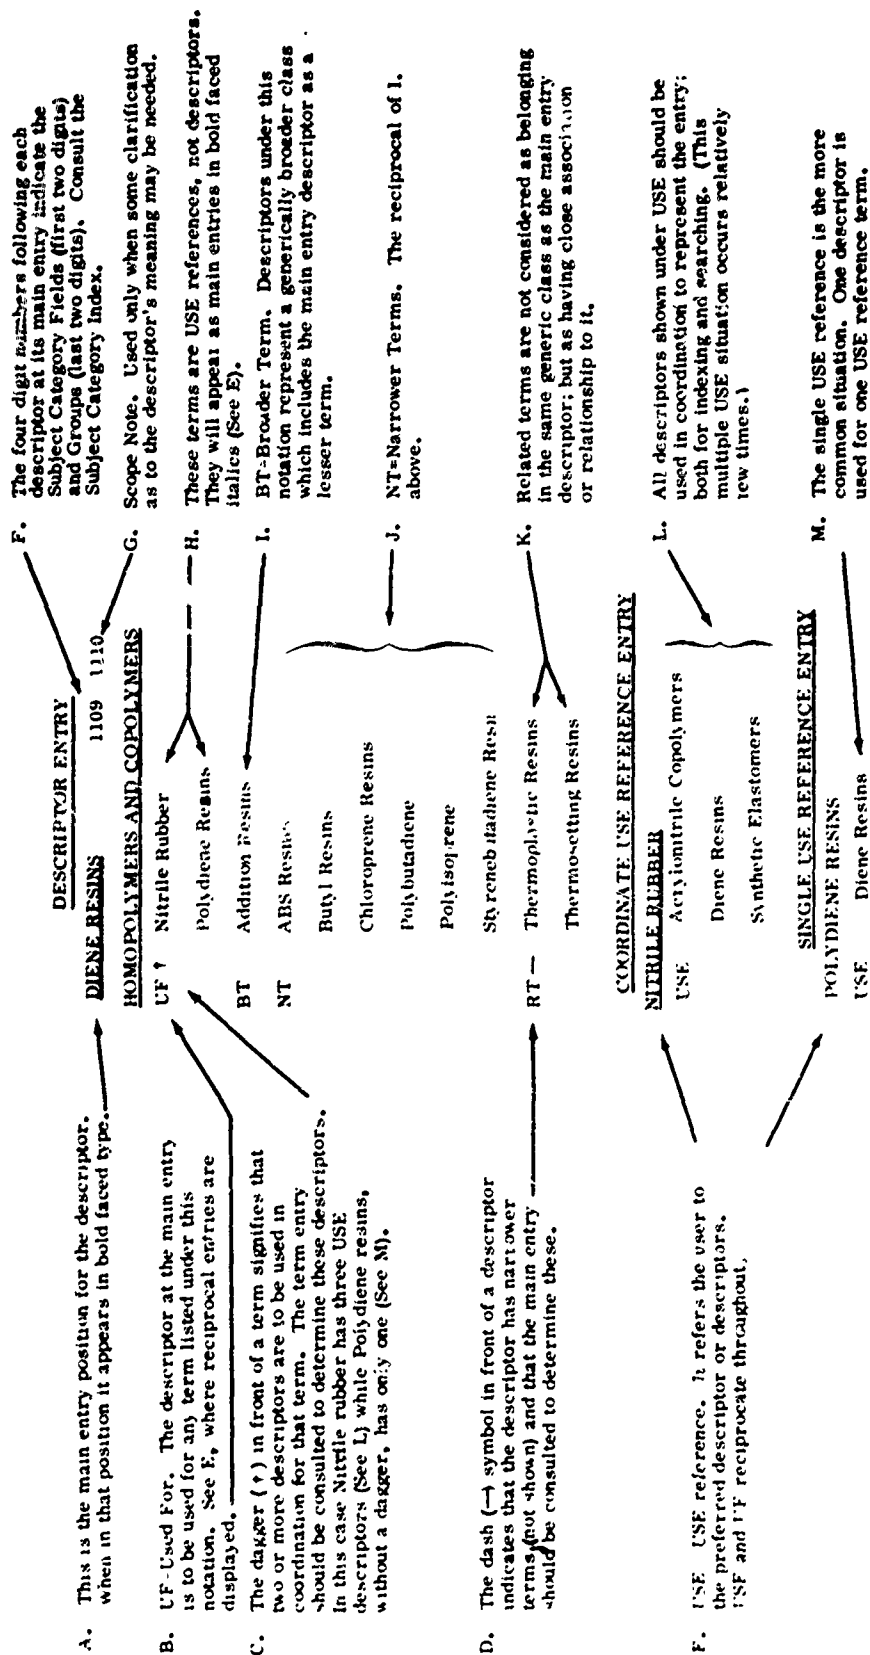 A. This is the main entry position for the descriptor.
when in that position it appears in bold faced type.
B. UF-Used For. The descriptor at the main entry
is to be used for any term listed under this
notation. See E, where reciprocal entries are
displayed.
C. The dagger (↑) in front of a term signifies that
two or more descriptors are to be used in
coordination for that term. The term entry
should be consulted to determine these descriptors.
In this case Nitrile rubber has three USE
descriptors (See L) while Polydiene resins,
without a dagger, has only one (See M).
D. The dash (—) symbol in front of a descriptor
indicates that the descriptor has narrower
terms (not shown) and that the main entry
should be consulted to determine these.
F. USE. USE reference. It refers the user to
the preferred descriptor or descriptors.
USE and UF reciprocate throughout.
DESCRIPTOR ENTRY
DIENE RESINS 1109 1110
HOMOPOLYMERS AND COPOLYMERS
UF ↑ Nitrile Rubber
Polydiene Resins
BT Addition Resins
NT ABS Resins
Butyl Resins
Chloroprene Resins
Polybutadiene
Polyisoprene
Styrenebutadiene Resin
RT — Thermoplastic Resins
Thermosetting Resins
COORDINATE USE REFERENCE ENTRY
NITRILE RUBBER
USE Acrylonitrile Copolymers
Diene Resins
Synthetic Elastomers
SINGLE USE REFERENCE ENTRY
POLYDIENE RESINS
USE Diene Resins
F. The four digit numbers following each
descriptor at its main entry indicate the
Subject Category Fields (first two digits)
and Groups (last two digits). Consult the
Subject Category Index.
G. Scope Note. Used only when some clarification
as to the descriptor's meaning may be needed.
H. These terms are USE references, not descriptors.
They will appear as main entries in bold faced
italics (See E).
I. BT=Broader Term. Descriptors under this
notation represent a generically broader class
which includes the main entry descriptor as a
lesser term.
J. NT=Narrower Terms. The reciprocal of I.
above.
K. Related terms are not considered as belonging
in the same generic class as the main entry
descriptor; but as having close association
or relationship to it.
L. All descriptors shown under USE should be
used in coordination to represent the entry;
both for indexing and searching. (This
multiple USE situation occurs relatively
few times.)
M. The single USE reference is the more
common situation. One descriptor is
used for one USE reference term.